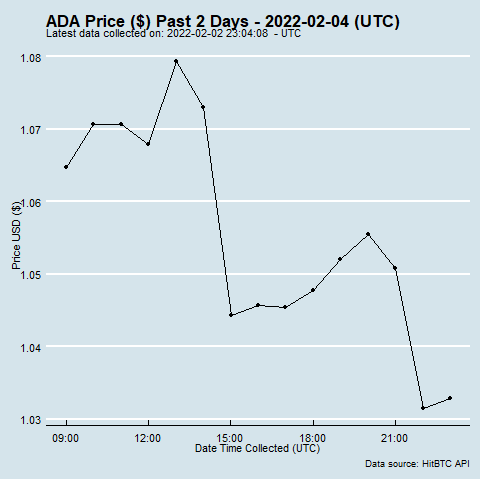 ADA Price ($) Past 2 Days - 2022-02-04 (UTC)
Latest data collected on: 2022-02-02 23:04:08 - UTC
1.08
1.07
1.06
1.05
1.04
1.03
Price USD ($)
09:00 12:00 15:00 18:00 21:00
Date Time Collected (UTC)
Data source: HitBTC API